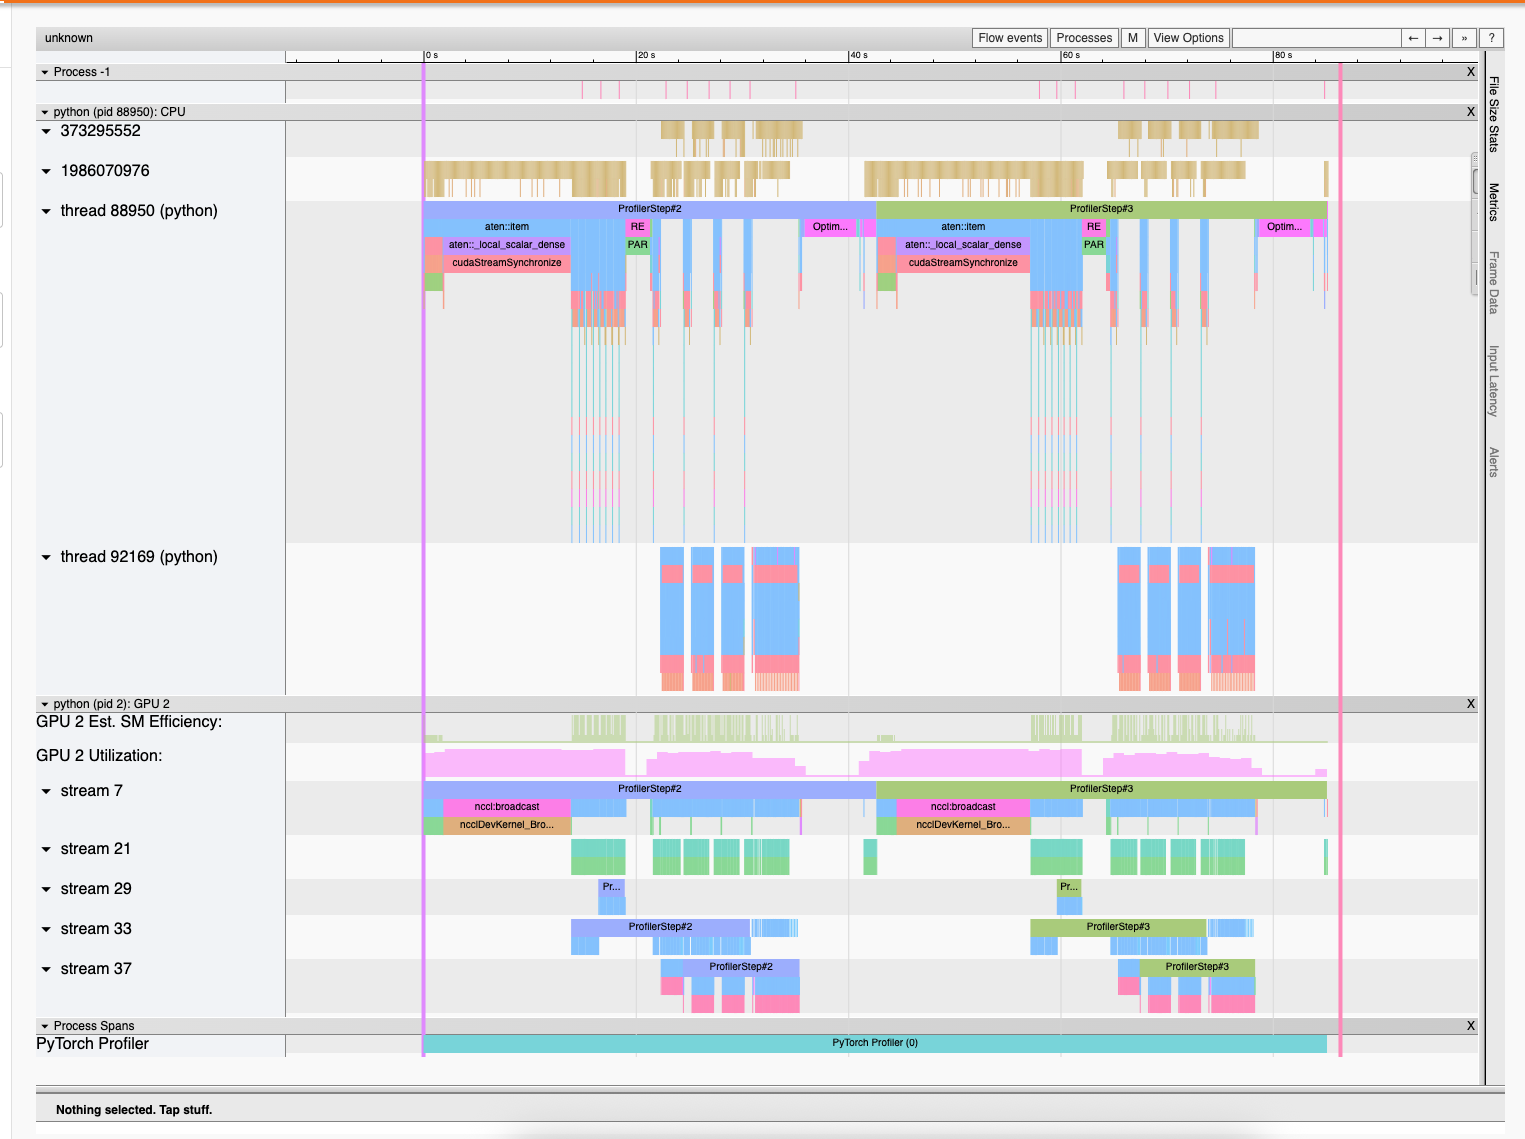 unknown
Flow events
Processes
M
View Options
←
→
»
?
0 s
20 s
40 s
60 s
80 s
Process -1
X
python (pid 88950): CPU
X
373295552
1986070976
thread 88950 (python)
ProfilerStep#2
ProfilerStep#3
aten::item
RE
Optim...
aten::item
RE
Optim...
aten::_local_scalar_dense
PAR
aten::_local_scalar_dense
PAR
cudaStreamSynchronize
cudaStreamSynchronize
thread 92169 (python)
python (pid 2): GPU 2
X
GPU 2 Est. SM Efficiency:
GPU 2 Utilization:
stream 7
ProfilerStep#2
ProfilerStep#3
nccl:broadcast
nccl:broadcast
ncclDevKernel_Bro...
ncclDevKernel_Bro...
stream 21
stream 29
Pr...
Pr...
stream 33
ProfilerStep#2
ProfilerStep#3
stream 37
ProfilerStep#2
ProfilerStep#3
Process Spans
X
PyTorch Profiler
PyTorch Profiler (0)
File Size Stats
Metrics
Frame Data
Input Latency
Alerts
Nothing selected. Tap stuff.